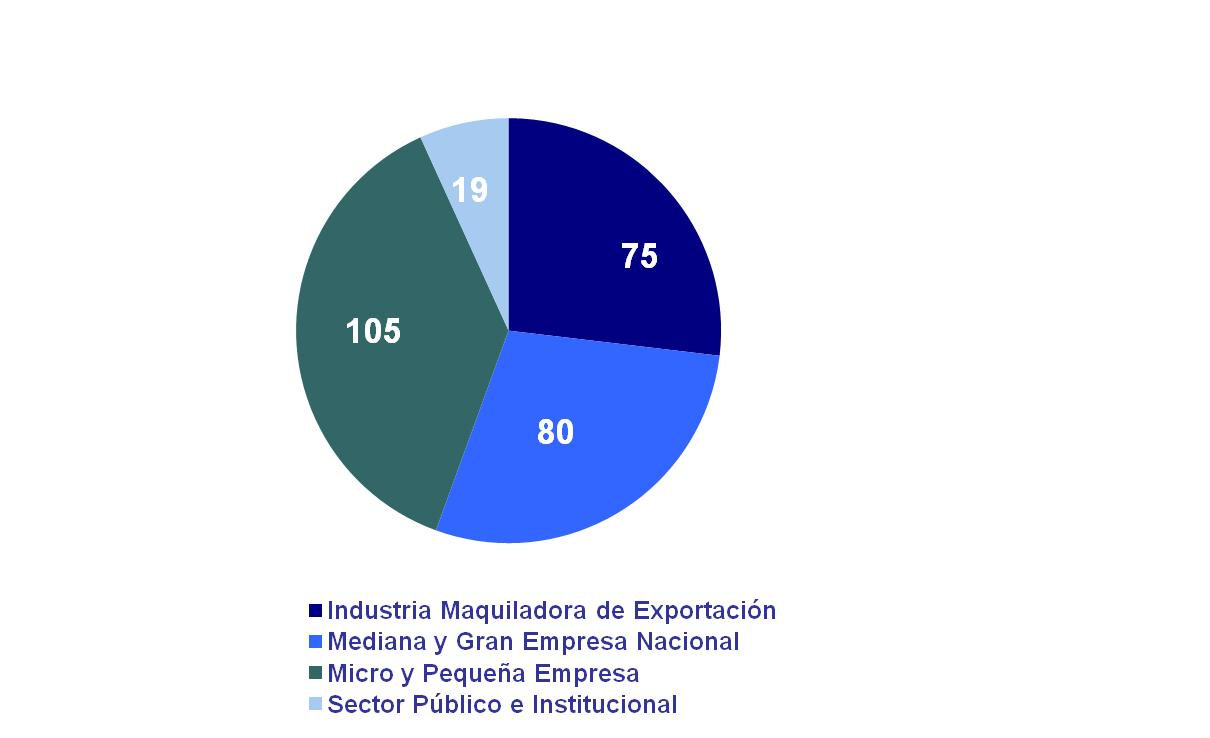 19
75
105
80
Industria Maquiladora de Exportación
Mediana y Gran Empresa Nacional
Micro y Pequeña Empresa
Sector Público e Institucional